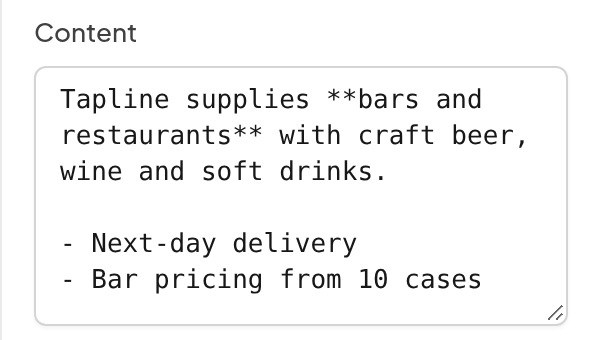 Content
Tapline supplies **bars and
restaurants** with craft beer,
wine and soft drinks.

- Next-day delivery
- Bar pricing from 10 cases